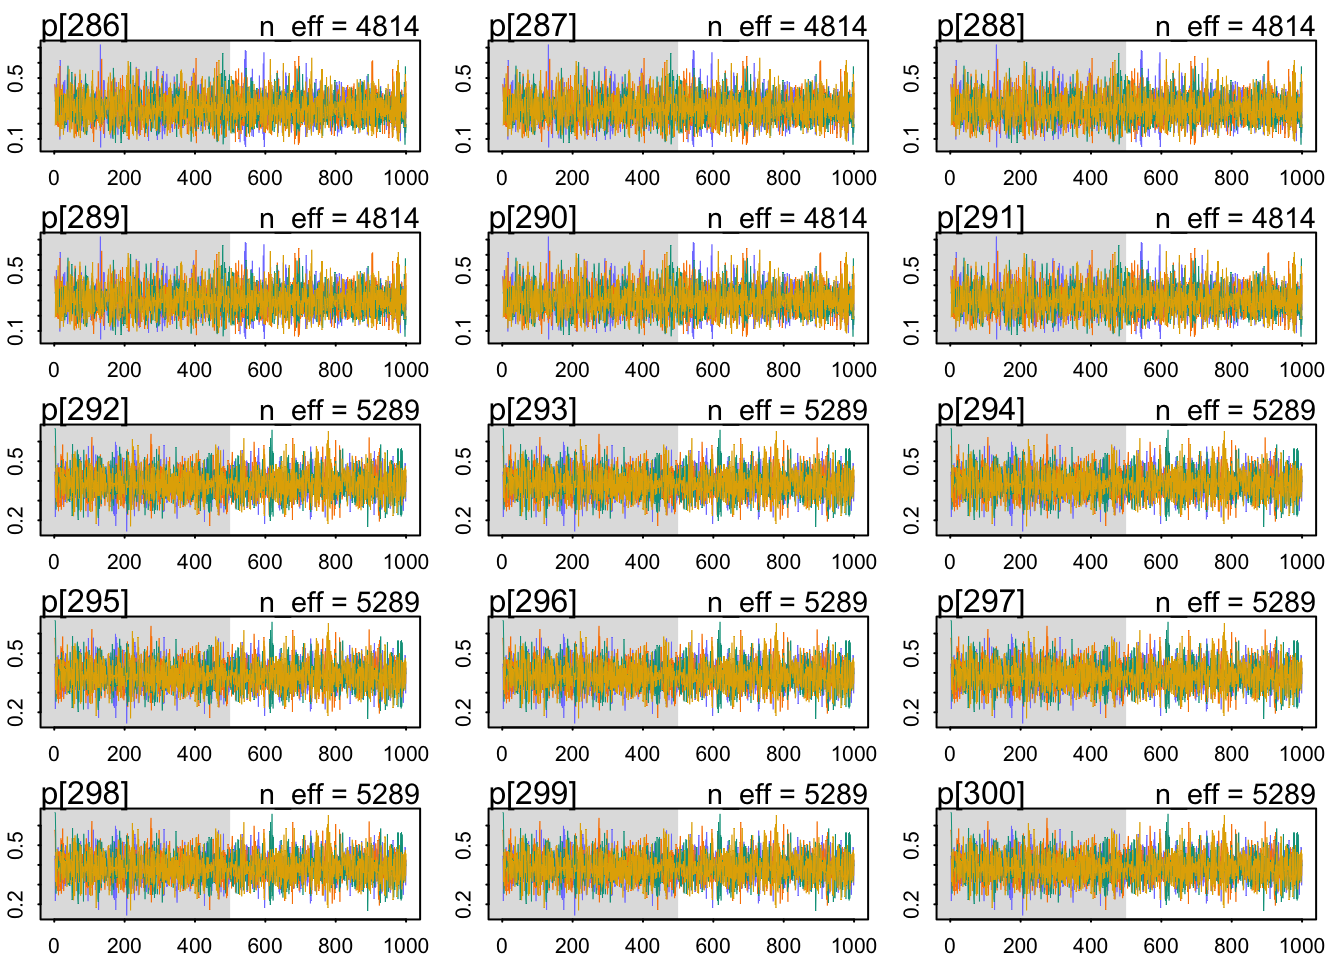 p[286] n_eff = 4814 p[287] n_eff = 4814 p[288] n_eff = 4814
0.1 0.5 0.1 0.5 0.1 0.5
0 200 400 600 800 1000 0 200 400 600 800 1000 0 200 400 600 800 1000
p[289] n_eff = 4814 p[290] n_eff = 4814 p[291] n_eff = 4814
0.1 0.5 0.1 0.5 0.1 0.5
0 200 400 600 800 1000 0 200 400 600 800 1000 0 200 400 600 800 1000
p[292] n_eff = 5289 p[293] n_eff = 5289 p[294] n_eff = 5289
0.2 0.5 0.2 0.5 0.2 0.5
0 200 400 600 800 1000 0 200 400 600 800 1000 0 200 400 600 800 1000
p[295] n_eff = 5289 p[296] n_eff = 5289 p[297] n_eff = 5289
0.2 0.5 0.2 0.5 0.2 0.5
0 200 400 600 800 1000 0 200 400 600 800 1000 0 200 400 600 800 1000
p[298] n_eff = 5289 p[299] n_eff = 5289 p[300] n_eff = 5289
0.2 0.5 0.2 0.5 0.2 0.5
0 200 400 600 800 1000 0 200 400 600 800 1000 0 200 400 600 800 1000